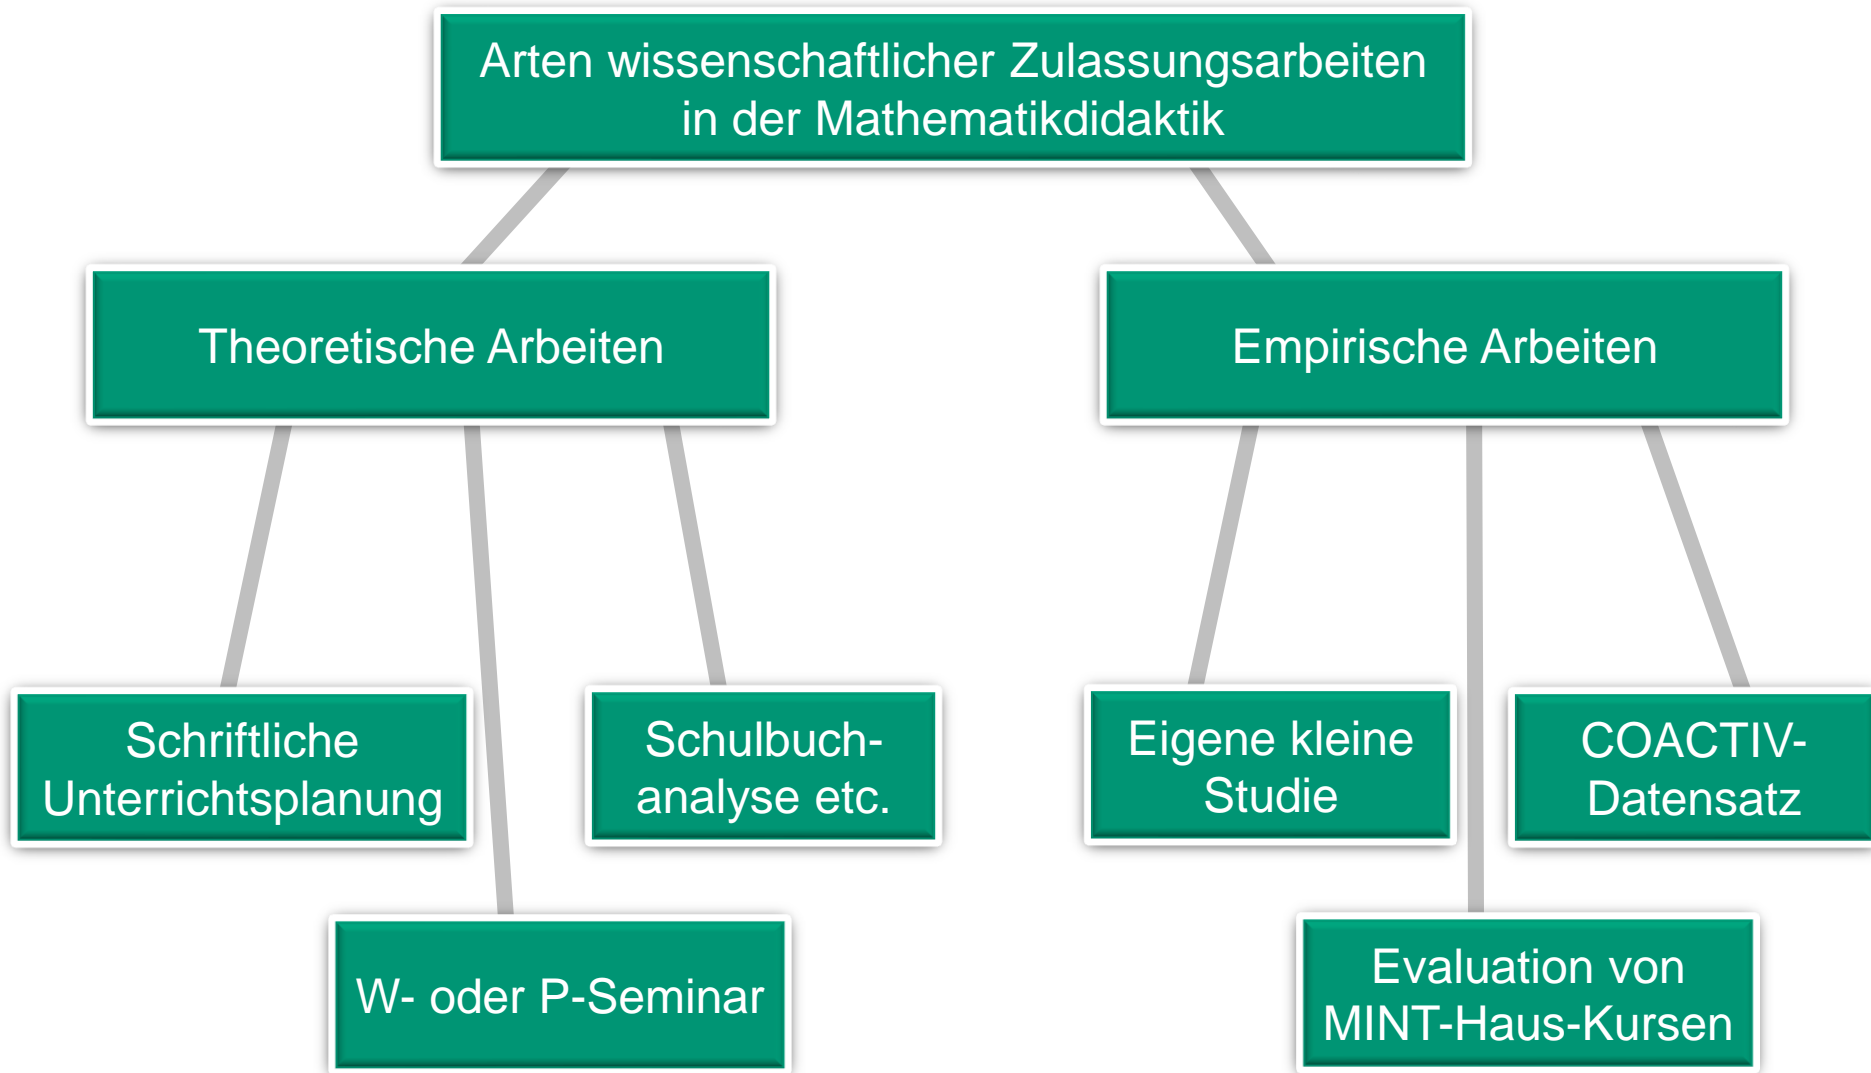 Arten wissenschaftlicher Zulassungsarbeiten
in der Mathematikdidaktik
Theoretische Arbeiten
Empirische Arbeiten
Schriftliche
Unterrichtsplanung
Schulbuch-
analyse etc.
Eigene kleine
Studie
COACTIV-
Datensatz
W- oder P-Seminar
Evaluation von
MINT-Haus-Kursen